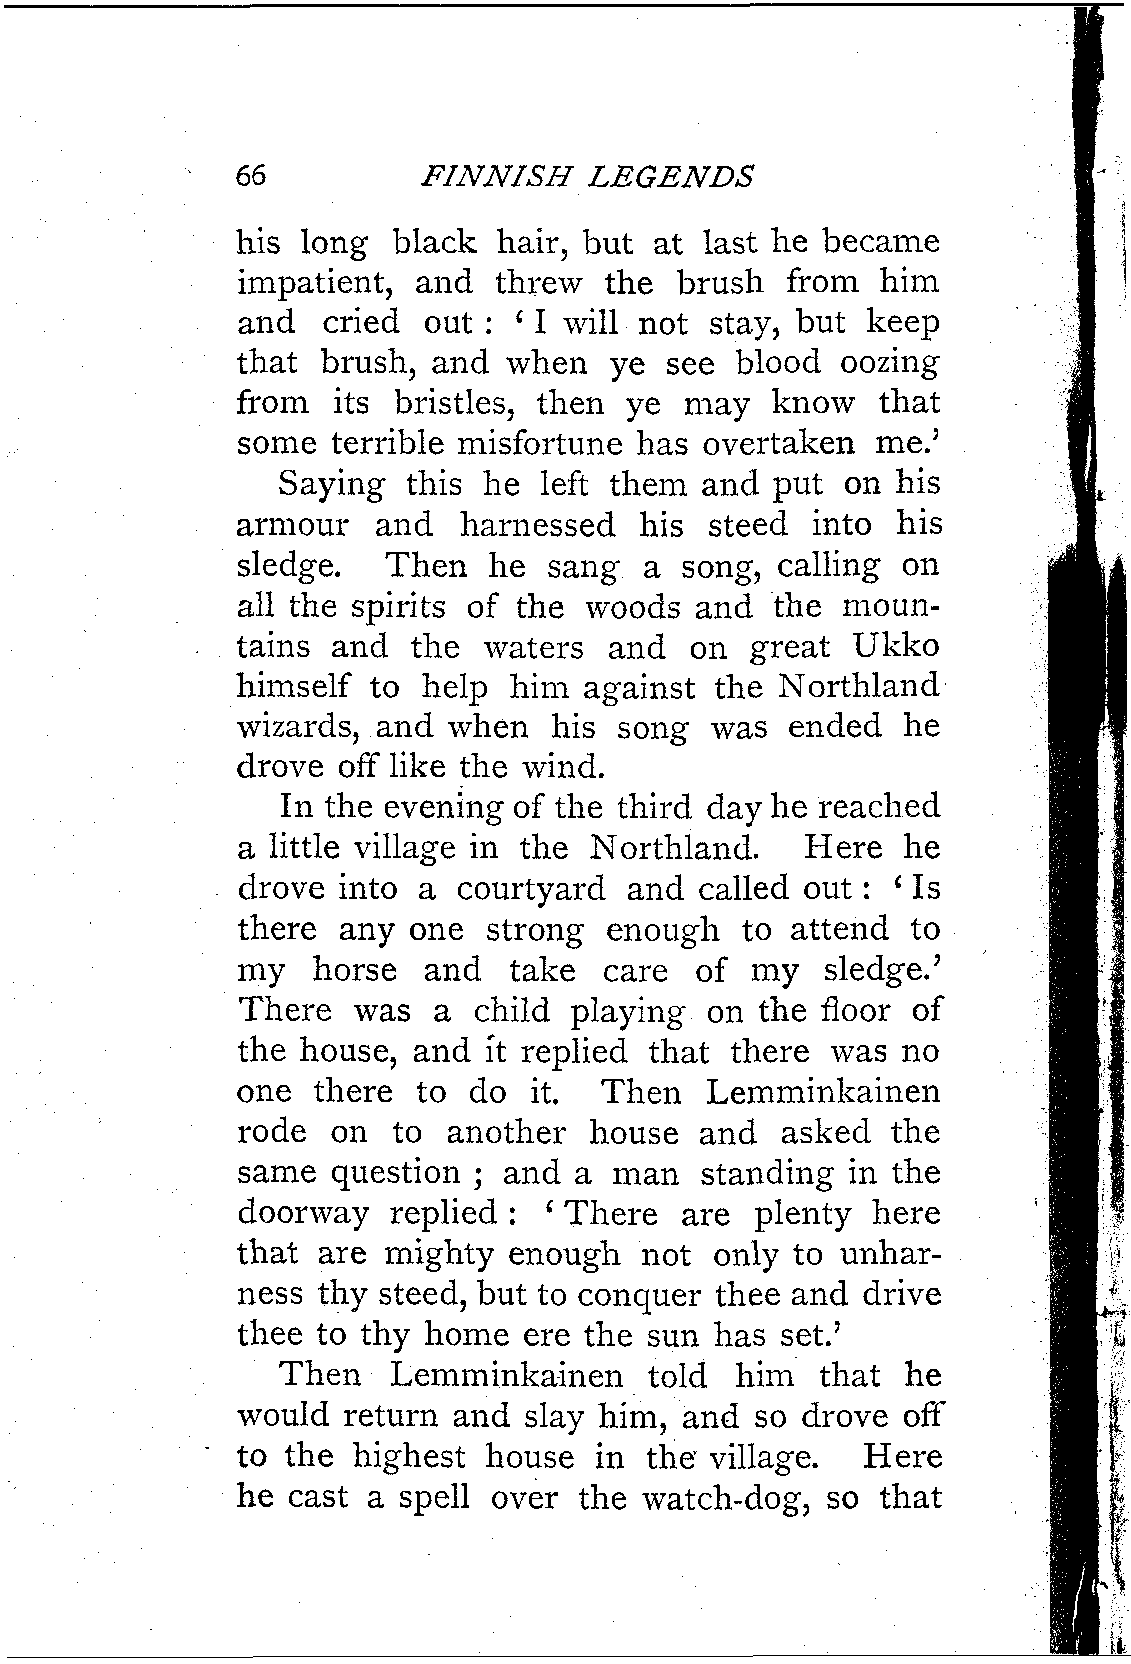 66 FINNISH LEGENDS
his long black hair, but at last he became
impatient, and threw the brush from him
and cried out : ‘ I will not stay, but keep
that brush, and when ye see blood oozing
from its bristles, then ye may know that
some terrible misfortune has overtaken me.’
Saying this he left them and put on his
armour and harnessed his steed into his
sledge. Then he sang a song, calling on
all the spirits of the woods and the moun-
tains and the waters and on great Ukko
himself to help him against the Northland
wizards, and when his song was ended he
drove off like the wind.
In the evening of the third day he reached
a little village in the Northland. Here he
drove into a courtyard and called out : ‘ Is
there any one strong enough to attend to
my horse and take care of my sledge.’
There was a child playing on the floor of
the house, and it replied that there was no
one there to do it. Then Lemminkainen
rode on to another house and asked the
same question ; and a man standing in the
doorway replied : ‘ There are plenty here
that are mighty enough not only to unhar-
ness thy steed, but to conquer thee and drive
thee to thy home ere the sun has set.’
Then Lemminkainen told him that he
would return and slay him, and so drove off
to the highest house in the village. Here
he cast a spell over the watch-dog, so that